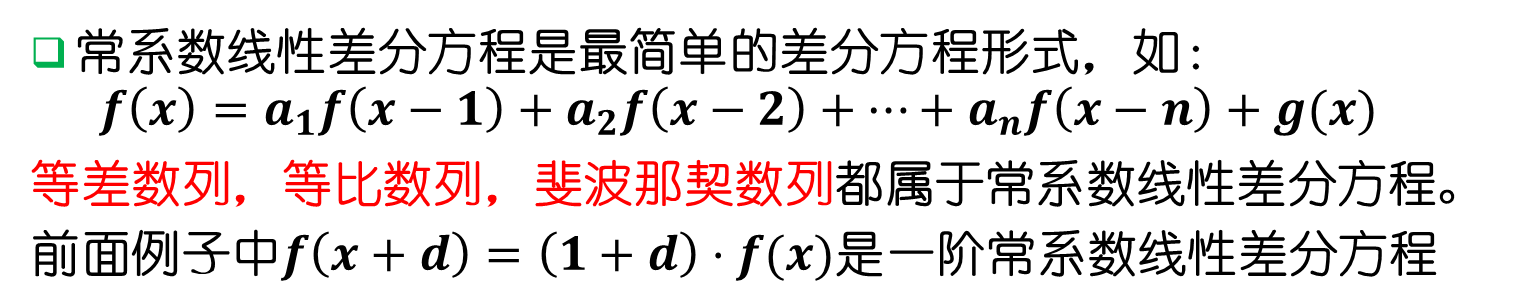 ❑常系数线性差分方程是最简单的差分方程形式，如：
f(x) = a₁f(x − 1) + a₂f(x − 2) + ⋯ + aₙf(x − n) + g(x)
等差数列，等比数列，斐波那契数列都属于常系数线性差分方程。
前面例子中f(x + d) = (1 + d) · f(x)是一阶常系数线性差分方程